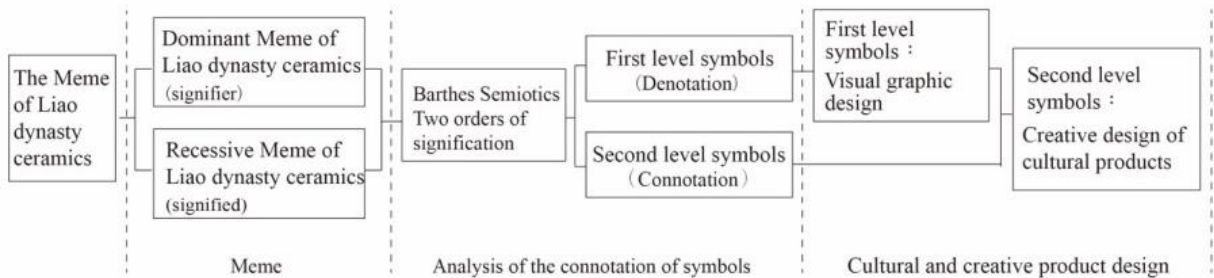 The Meme
of Liao
dynasty
ceramics
Dominant Meme of
Liao dynasty ceramics
(signifier)
Recessive Meme of
Liao dynasty ceramics
(signified)
Meme
Barthes Semiotics
Two orders of
signification
First level symbols
(Denotation)
Second level symbols
(Connotation)
Analysis of the connotation of symbols
First level
symbols：
Visual graphic
design
Second level
symbols：
Creative design of
cultural products
Cultural and creative product design